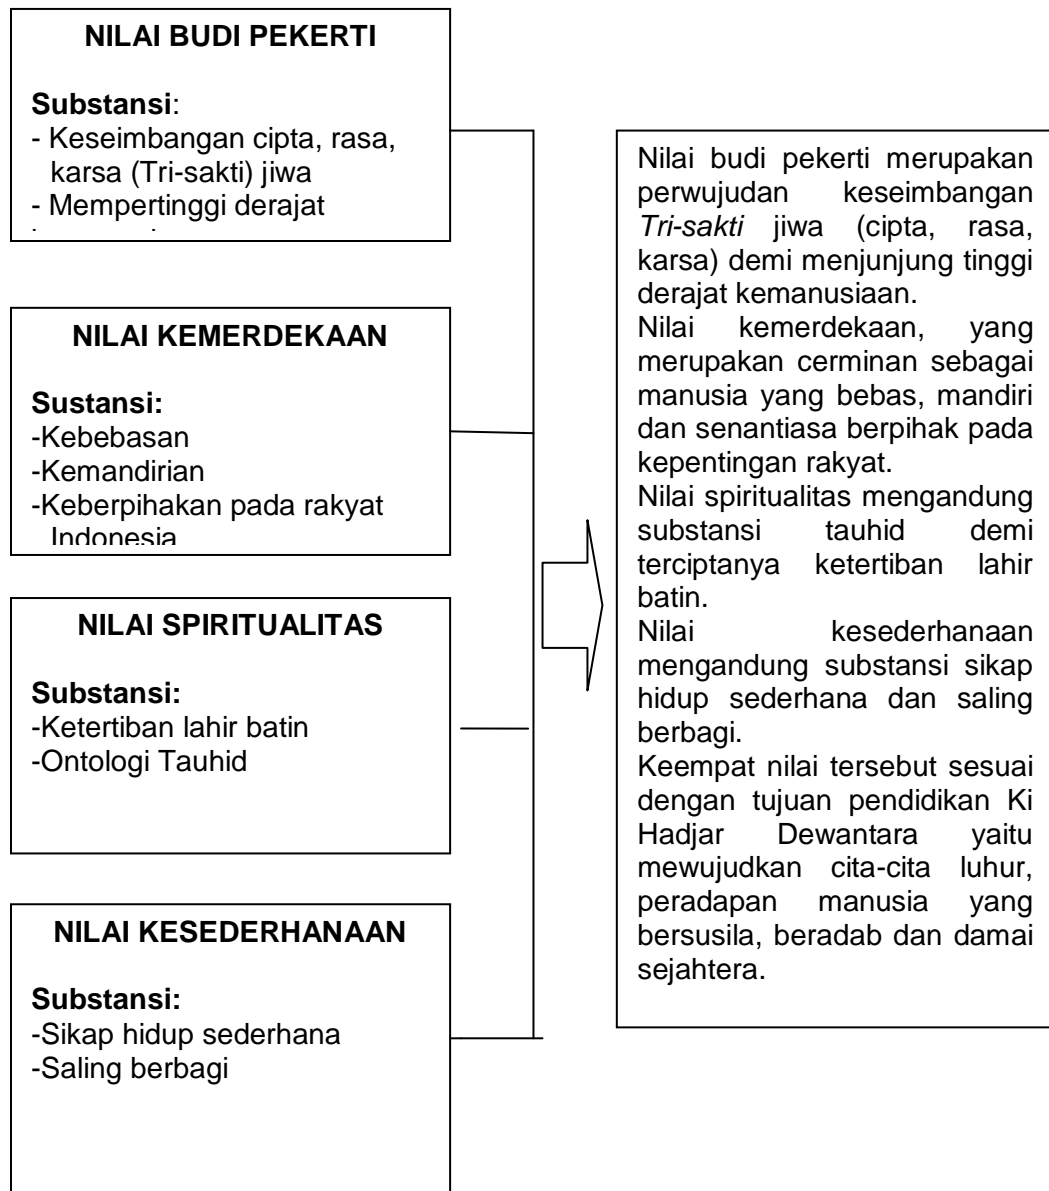 NILAI BUDI PEKERTI
Substansi:
- Keseimbangan cipta, rasa,
karsa (Tri-sakti) jiwa
- Mempertinggi derajat
NILAI KEMERDEKAAN
Sustansi:
-Kebebasan
-Kemandirian
-Keberpihakan pada rakyat
Indonesia
NILAI SPIRITUALITAS
Substansi:
-Ketertiban lahir batin
-Ontologi Tauhid
NILAI KESEDERHANAAN
Substansi:
-Sikap hidup sederhana
-Saling berbagi
Nilai budi pekerti merupakan
perwujudan keseimbangan
Tri-sakti jiwa (cipta, rasa,
karsa) demi menjunjung tinggi
derajat kemanusiaan.
Nilai kemerdekaan, yang
merupakan cerminan sebagai
manusia yang bebas, mandiri
dan senantiasa berpihak pada
kepentingan rakyat.
Nilai spiritualitas mengandung
substansi tauhid demi
terciptanya ketertiban lahir
batin.
Nilai kesederhanaan
mengandung substansi sikap
hidup sederhana dan saling
berbagi.
Keempat nilai tersebut sesuai
dengan tujuan pendidikan Ki
Hadjar Dewantara yaitu
mewujudkan cita-cita luhur,
peradapan manusia yang
bersusila, beradab dan damai
sejahtera.